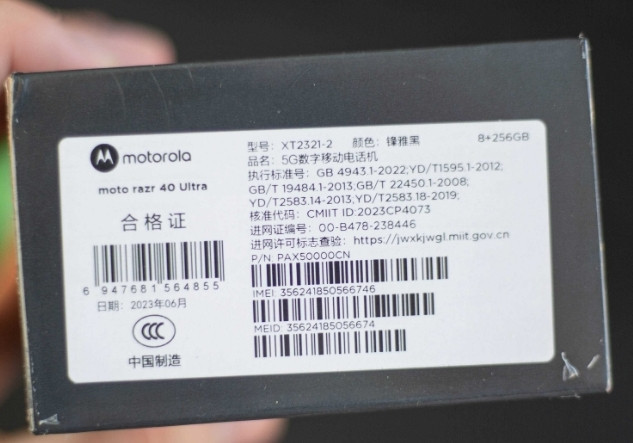 motorola
moto razr 40 Ultra
合格证
6 947681 564855
日期: 2023年06月
CCC
中国制造
型号: XT2321-2 颜色: 锋雅黑 8+256GB
品名: 5G数字移动电话机
执行标准号: GB 4943.1-2022;YD/T1595.1-2012;
GB/T 19484.1-2013;GB/T 22450.1-2008;
YD/T2583.14-2013;YD/T2583.18-2019;
核准代码: CMIIT ID:2023CP4073
进网证编号: 00-B478-238446
进网许可标志查验: https://jwxkjwgl.miit.gov.cn
P/N: PAX50000CN
IMEI: 356241850566746
MEID: 35624185056674